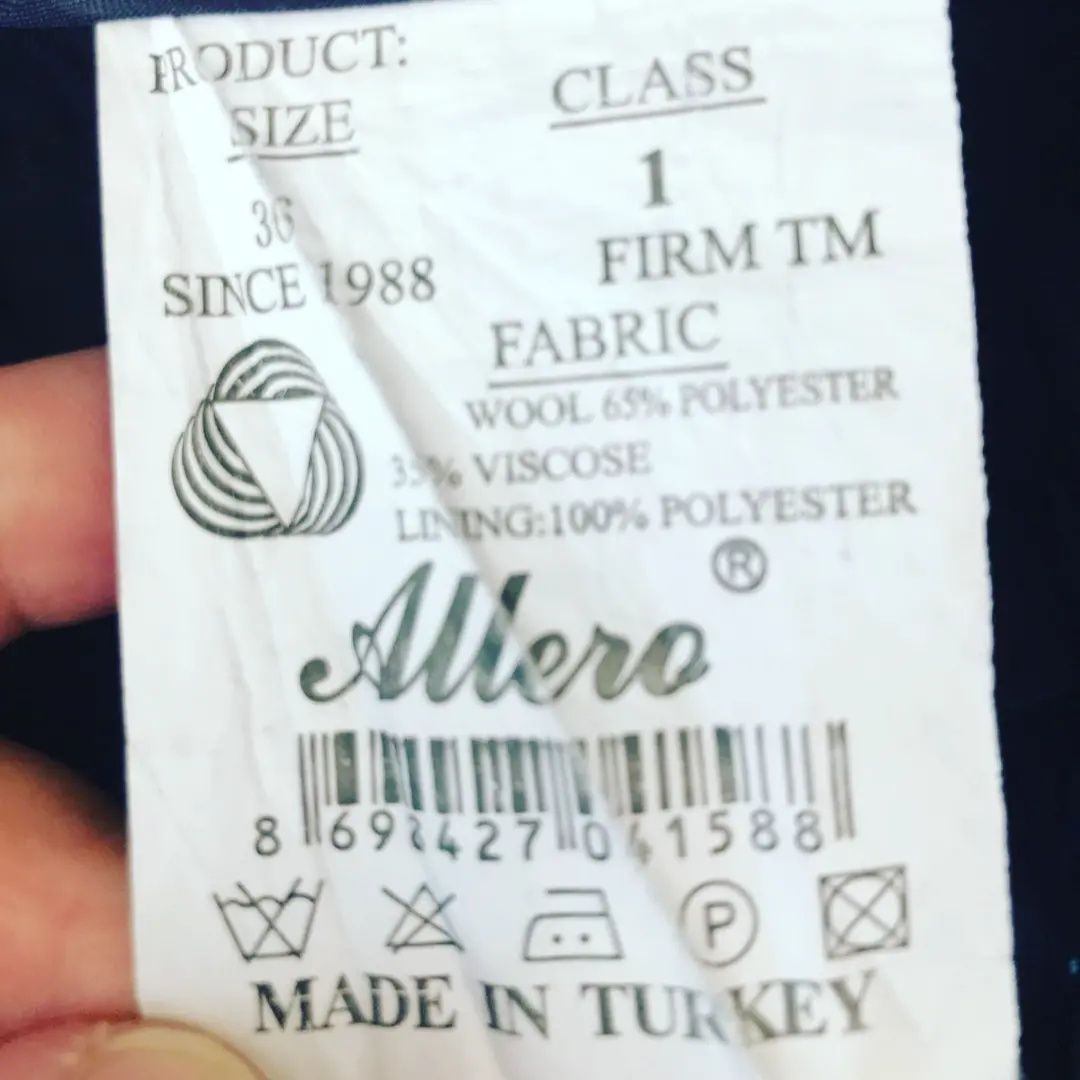 PRODUCT:
SIZE
36
SINCE 1988
CLASS
1
FIRM TM
FABRIC
WOOL 65% POLYESTER
35% VISCOSE
LINING:100% POLYESTER
Allero ®
P
MADE IN TURKEY